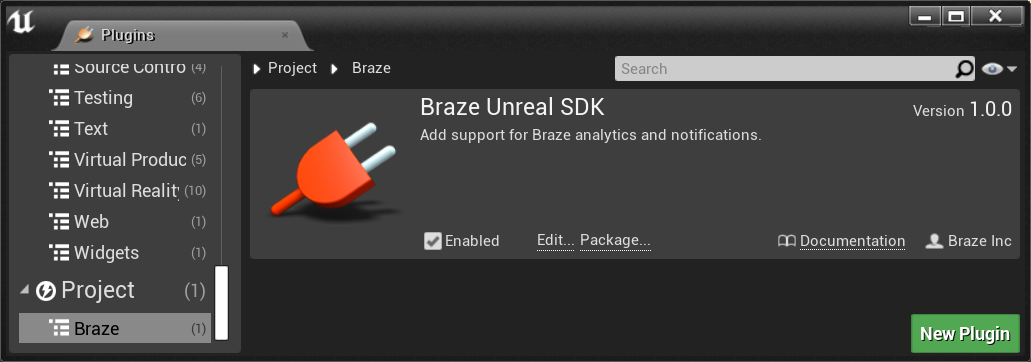 Plugins
Source Contro (4)
Testing (6)
Text (1)
Virtual Produc (5)
Virtual Reality (10)
Web (1)
Widgets (1)
Project (1)
Braze (1)
Project Braze
Search
Braze Unreal SDK
Version 1.0.0
Add support for Braze analytics and notifications.
Enabled Edit... Package... Documentation Braze Inc
New Plugin